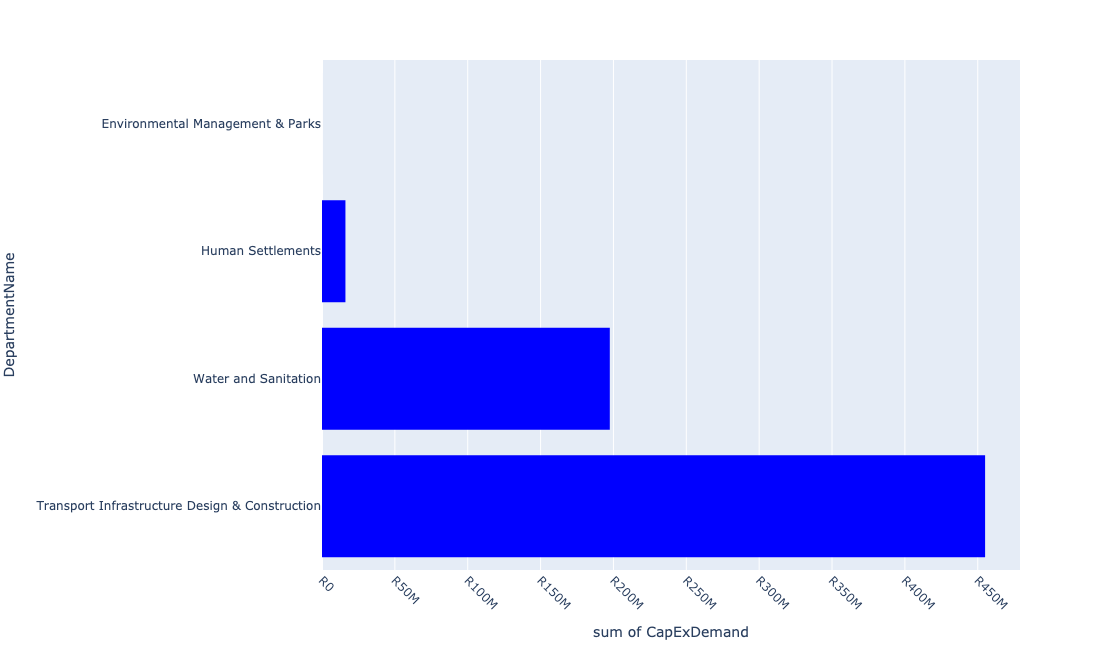 Environmental Management & Parks
Human Settlements
Water and Sanitation
Transport Infrastructure Design & Construction
DepartmentName
R0
R50M
R100M
R150M
R200M
R250M
R300M
R350M
R400M
R450M
sum of CapExDemand